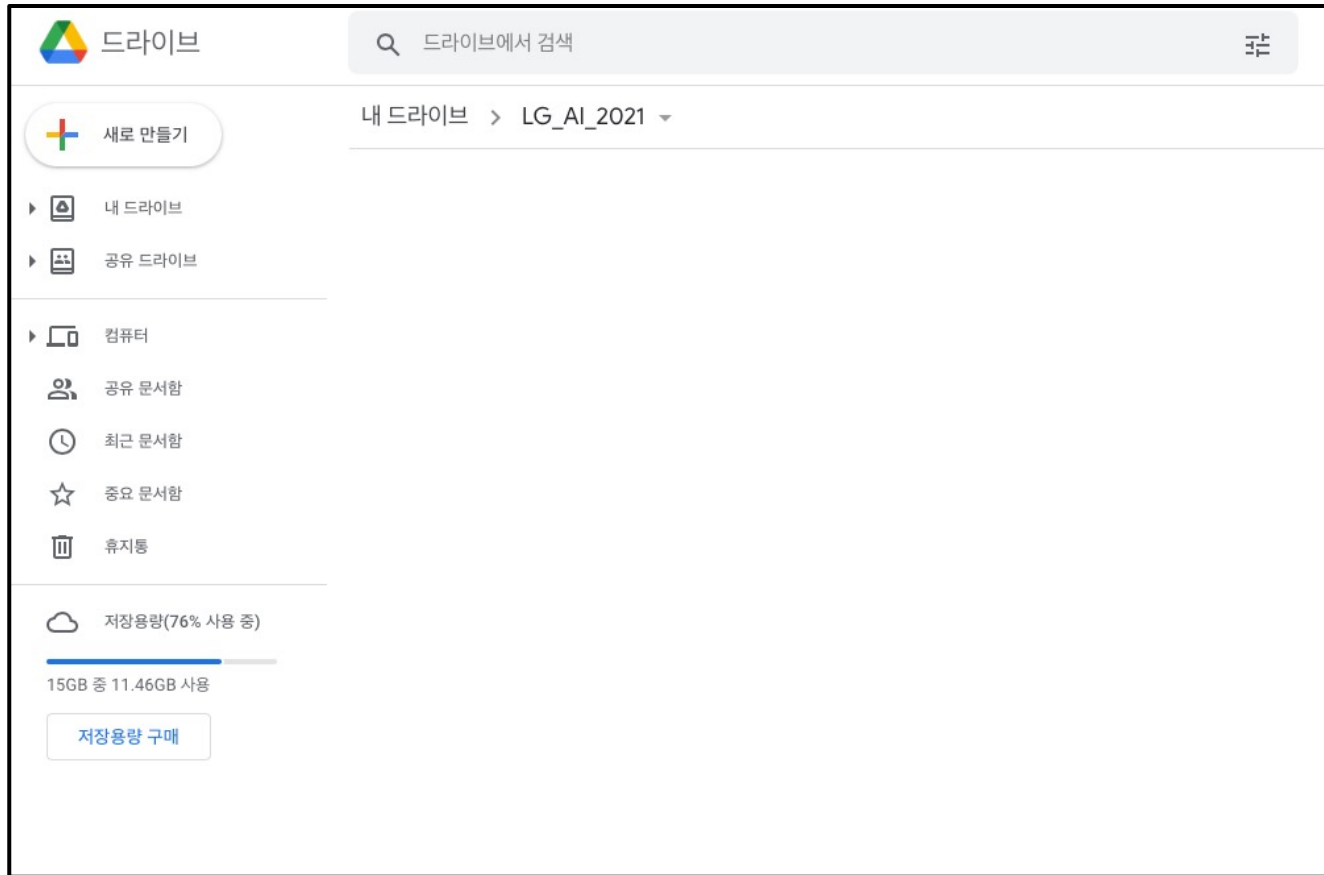 드라이브
드라이브에서 검색
새로 만들기
내 드라이브 > LG_AI_2021
내 드라이브
공유 드라이브
컴퓨터
공유 문서함
최근 문서함
중요 문서함
휴지통
저장용량(76% 사용 중)
15GB 중 11.46GB 사용
저장용량 구매